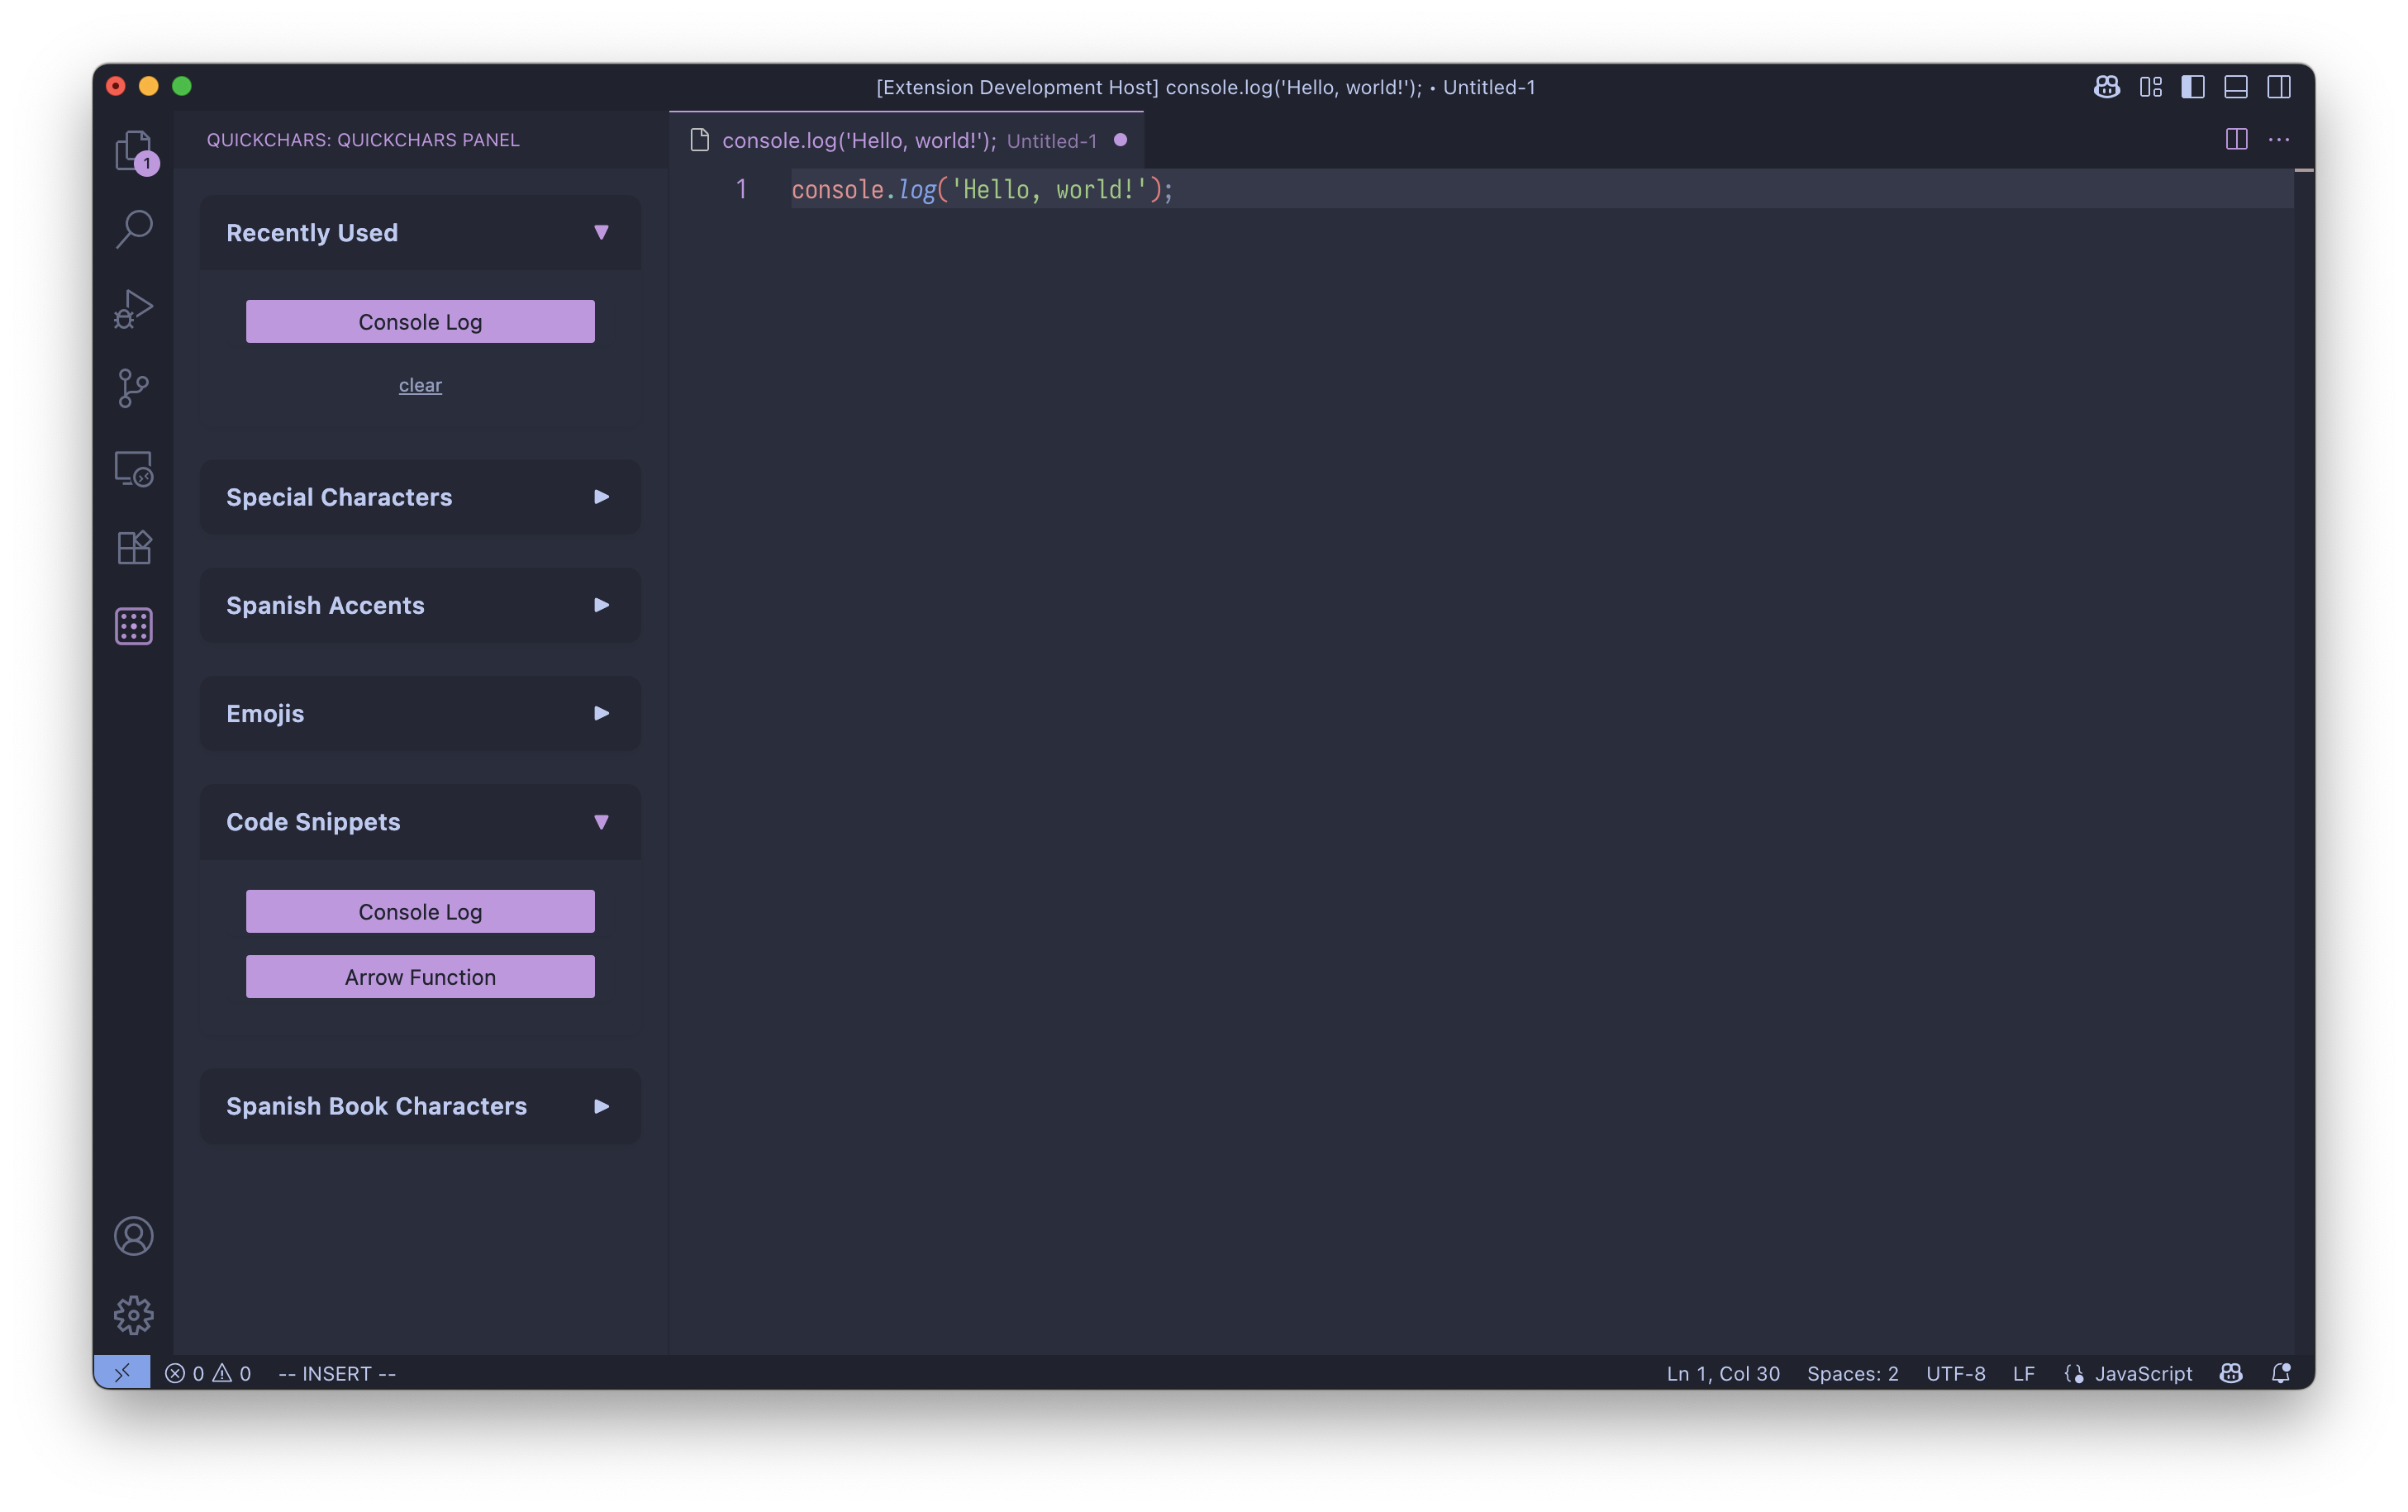 [Extension Development Host] console.log('Hello, world!'); • Untitled-1
1
QUICKCHARS: QUICKCHARS PANEL
console.log('Hello, world!'); Untitled-1
Recently Used
Console Log
clear
Special Characters
Spanish Accents
Emojis
Code Snippets
Console Log
Arrow Function
Spanish Book Characters
1 console.log('Hello, world!');
0 0 -- INSERT -- Ln 1, Col 30 Spaces: 2 UTF-8 LF JavaScript